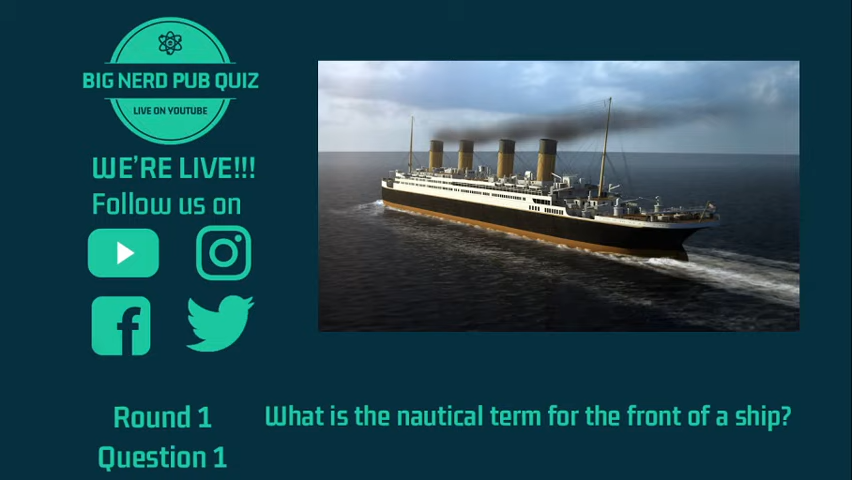 BIG NERD PUB QUIZ
LIVE ON YOUTUBE
WE'RE LIVE!!!
Follow us on
Round 1
Question 1
What is the nautical term for the front of a ship?